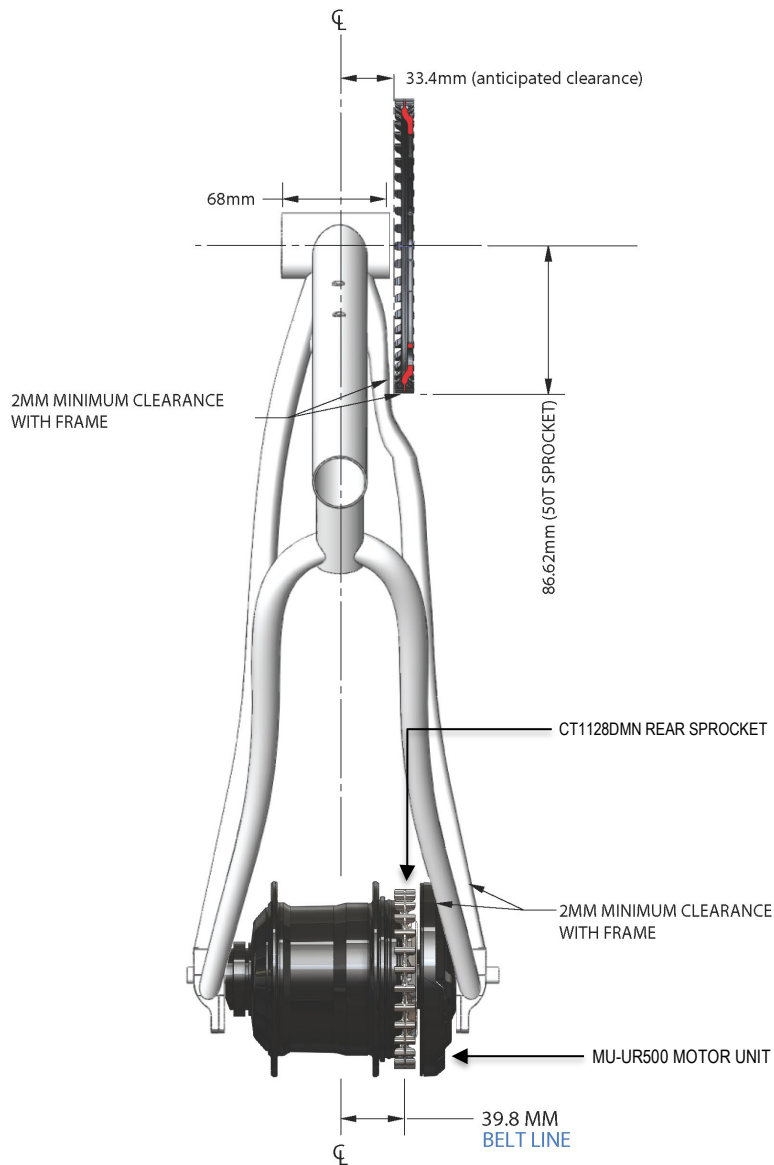 ℄
33.4mm (anticipated clearance)
68mm
2MM MINIMUM CLEARANCE
WITH FRAME
86.62mm (50T SPROCKET)
CT1128DMN REAR SPROCKET
2MM MINIMUM CLEARANCE
WITH FRAME
MU-UR500 MOTOR UNIT
39.8 MM
BELT LINE
℄